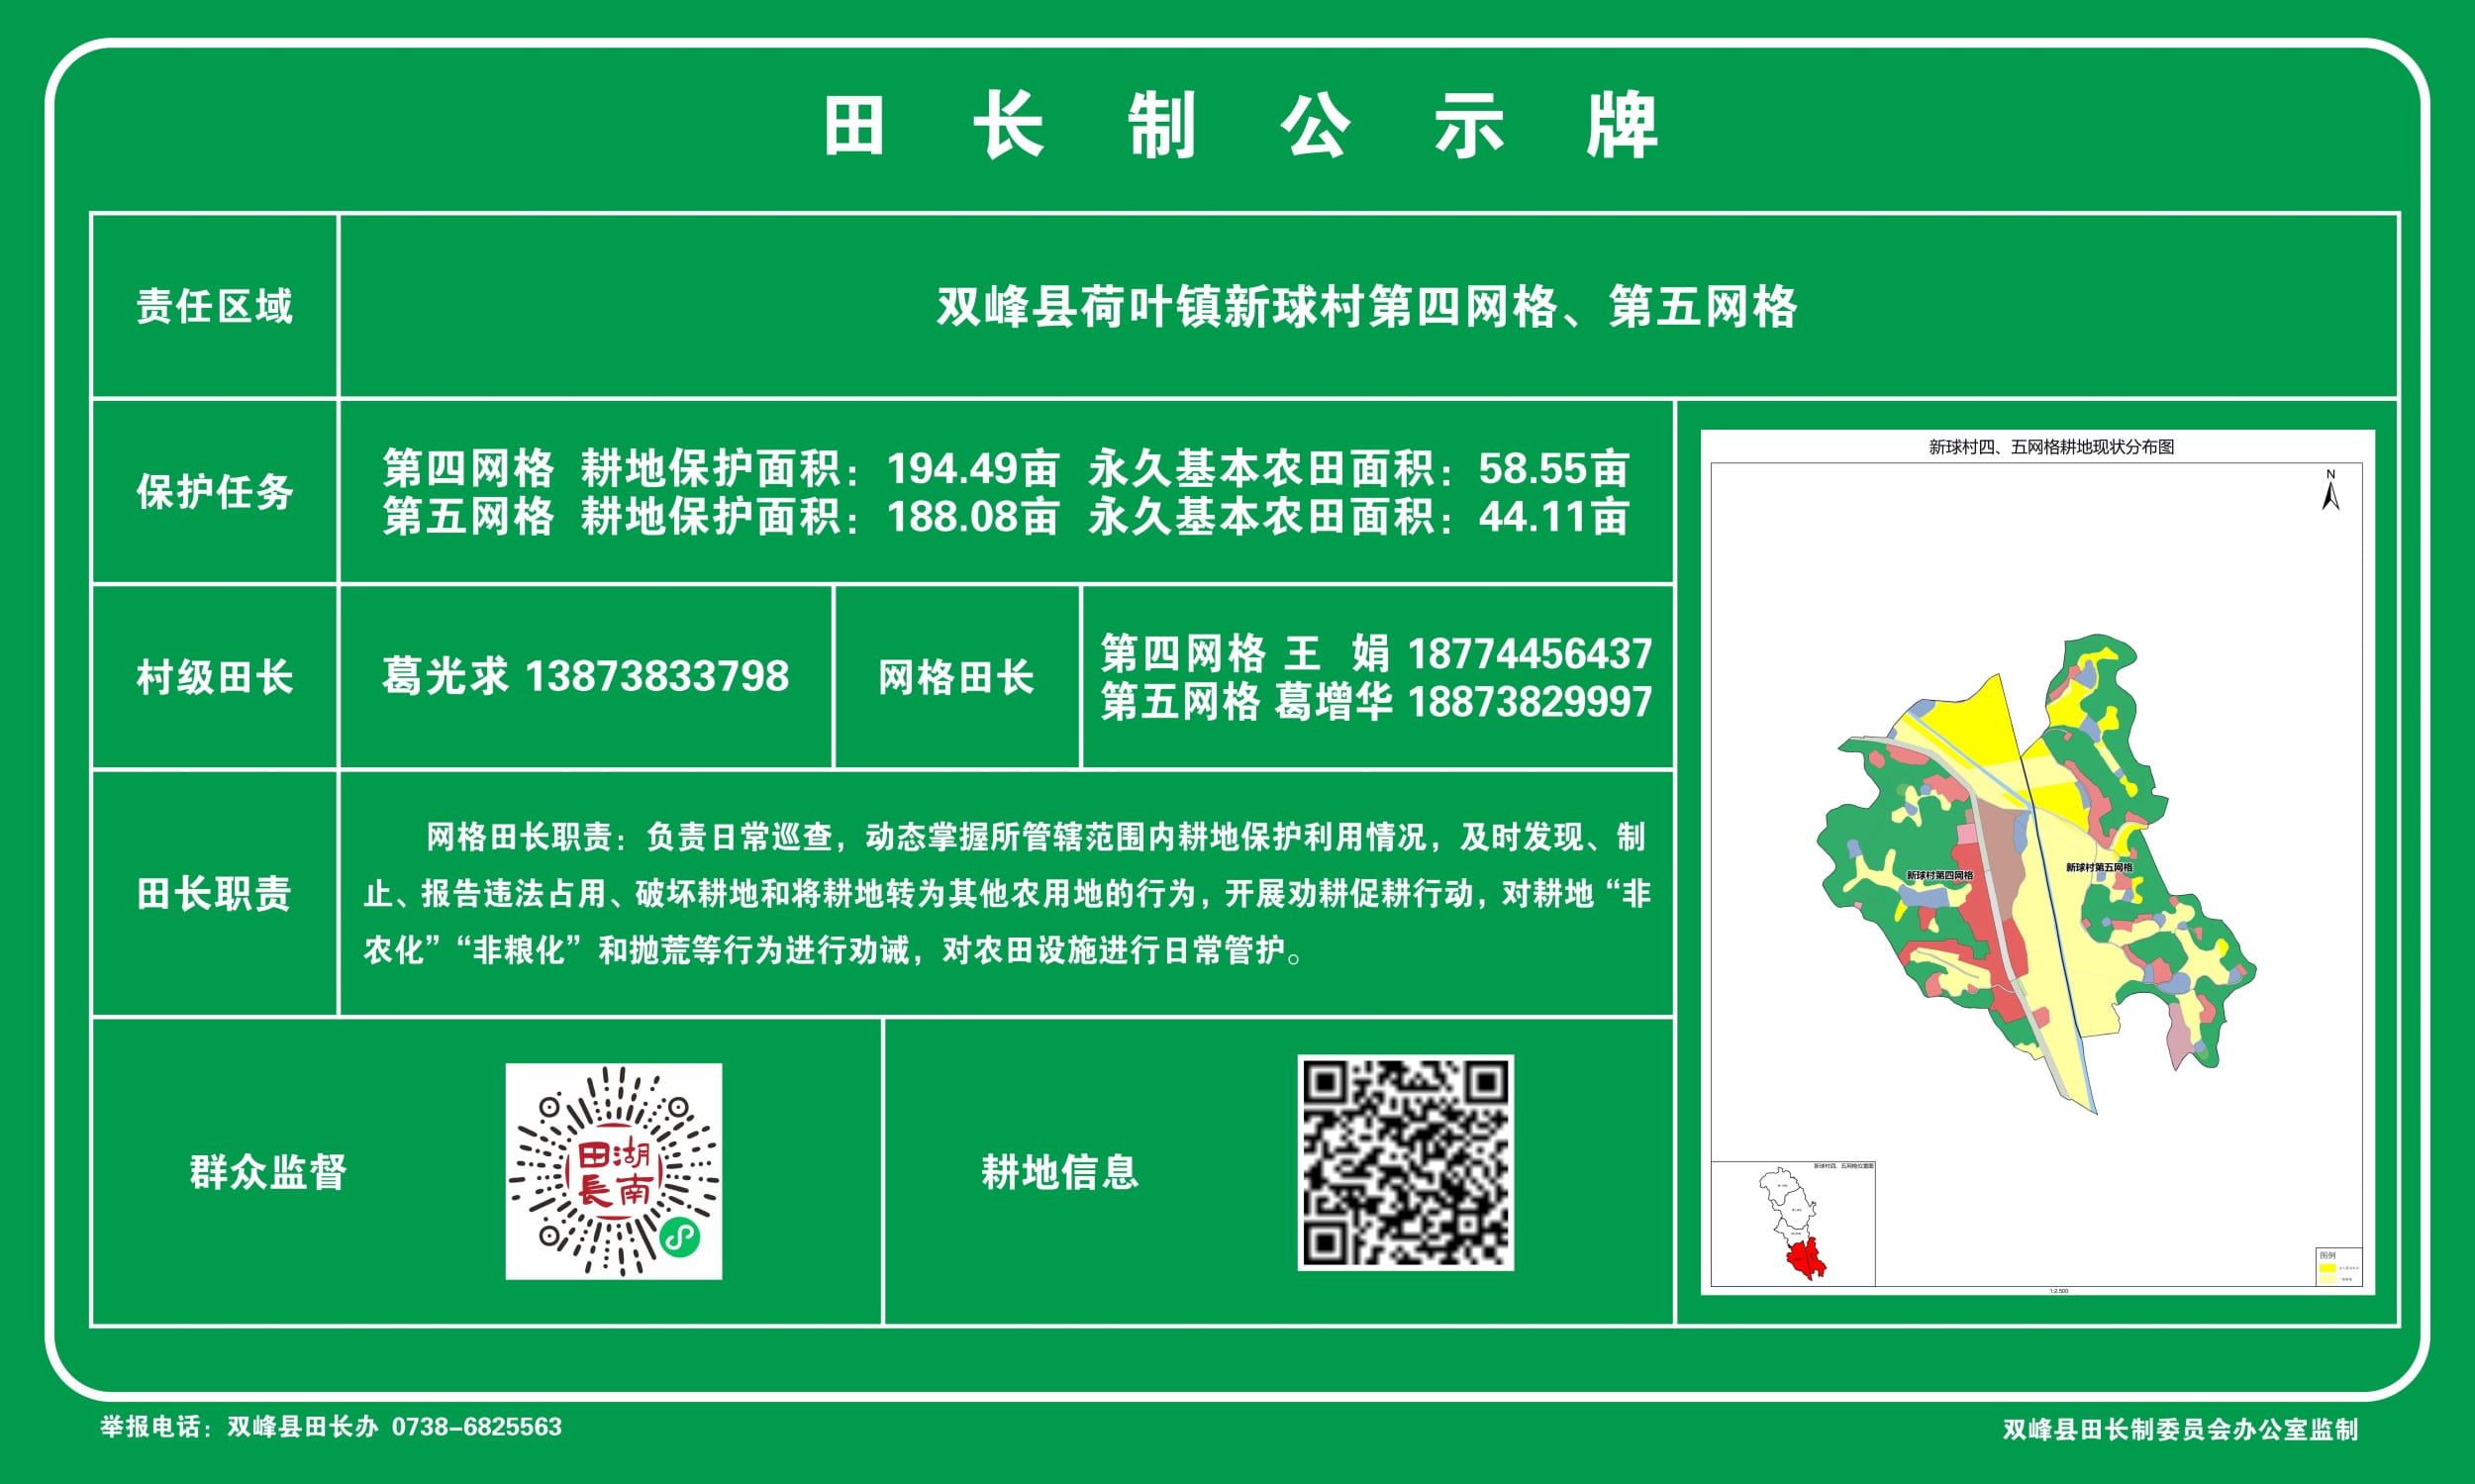 田长制公示牌
责任区域
双峰县荷叶镇新球村第四网格、第五网格
保护任务
第四网格 耕地保护面积：194.49亩 永久基本农田面积：58.55亩
第五网格 耕地保护面积：188.08亩 永久基本农田面积：44.11亩
村级田长
葛光求 13873833798
网格田长
第四网格 王 娟 18774456437
第五网格 葛增华 18873829997
田长职责
网格田长职责：负责日常巡查，动态掌握所管辖范围内耕地保护利用情况，及时发现、制
止、报告违法占用、破坏耕地和将耕地转为其他农用地的行为，开展劝耕促耕行动，对耕地“非
农化”“非粮化”和抛荒等行为进行劝诫，对农田设施进行日常管护。
群众监督
湖南
田長
耕地信息
新球村四、五网格耕地现状分布图
N
新球村第四网格
新球村第五网格
新球村四、五网格位置图
图例
1:2,500
举报电话：双峰县田长办 0738-6825563
双峰县田长制委员会办公室监制